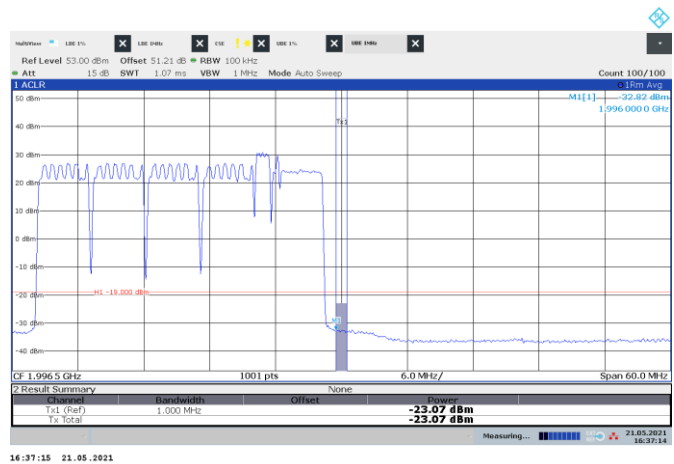 MultiView LBE 1% LBE 1MHz CSE UBE 1% UBE 1MHz
Ref Level 53.00 dBm Offset 51.21 dB RBW 100 kHz
Att 15 dB SWT 1.07 ms VBW 1 MHz Mode Auto Sweep Count 100/100
1 ACLR 1Rm Avg
50 dBm M1[1] -32.82 dBm
1.996 000 0 GHz
40 dBm Tx1
30 dBm
20 dBm
10 dBm
0 dBm
-10 dBm
-20 dBm H1 -19.000 dBm
-30 dBm M1
-40 dBm
CF 1.9965 GHz 1001 pts 6.0 MHz/ Span 60.0 MHz
2 Result Summary None
Channel Bandwidth Offset Power
Tx1 (Ref) 1.000 MHz -23.07 dBm
Tx Total -23.07 dBm
Measuring... 21.05.2021
16:37:14
16:37:15 21.05.2021